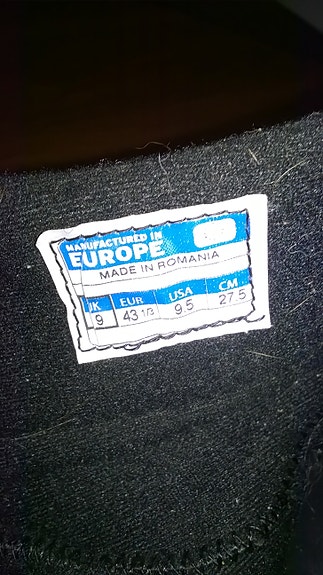 MANUFACTURED IN
EUROPE
MADE IN ROMANIA
UK EUR USA CM
9 43 1/3 9.5 27.5